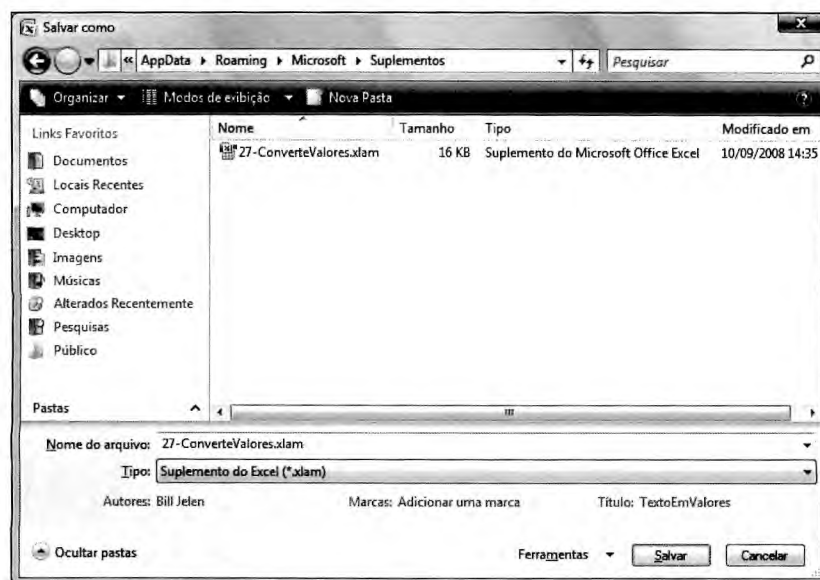 Salvar como
« AppData Roaming Microsoft Suplementos Pesquisar
Organizar Modos de exibição Nova Pasta
Links Favoritos
Documentos
Locais Recentes
Computador
Desktop
Imagens
Músicas
Alterados Recentemente
Pesquisas
Público
Pastas
Nome Tamanho Tipo Modificado em
27-ConverteValores.xlam 16 KB Suplemento do Microsoft Office Excel 10/09/2008 14:35
Nome do arquivo: 27-ConverteValores.xlam
Tipo: Suplemento do Excel (*.xlam)
Autores: Bill Jelen Marcas: Adicionar uma marca Título: TextoEmValores
Ocultar pastas Ferramentas Salvar Cancelar